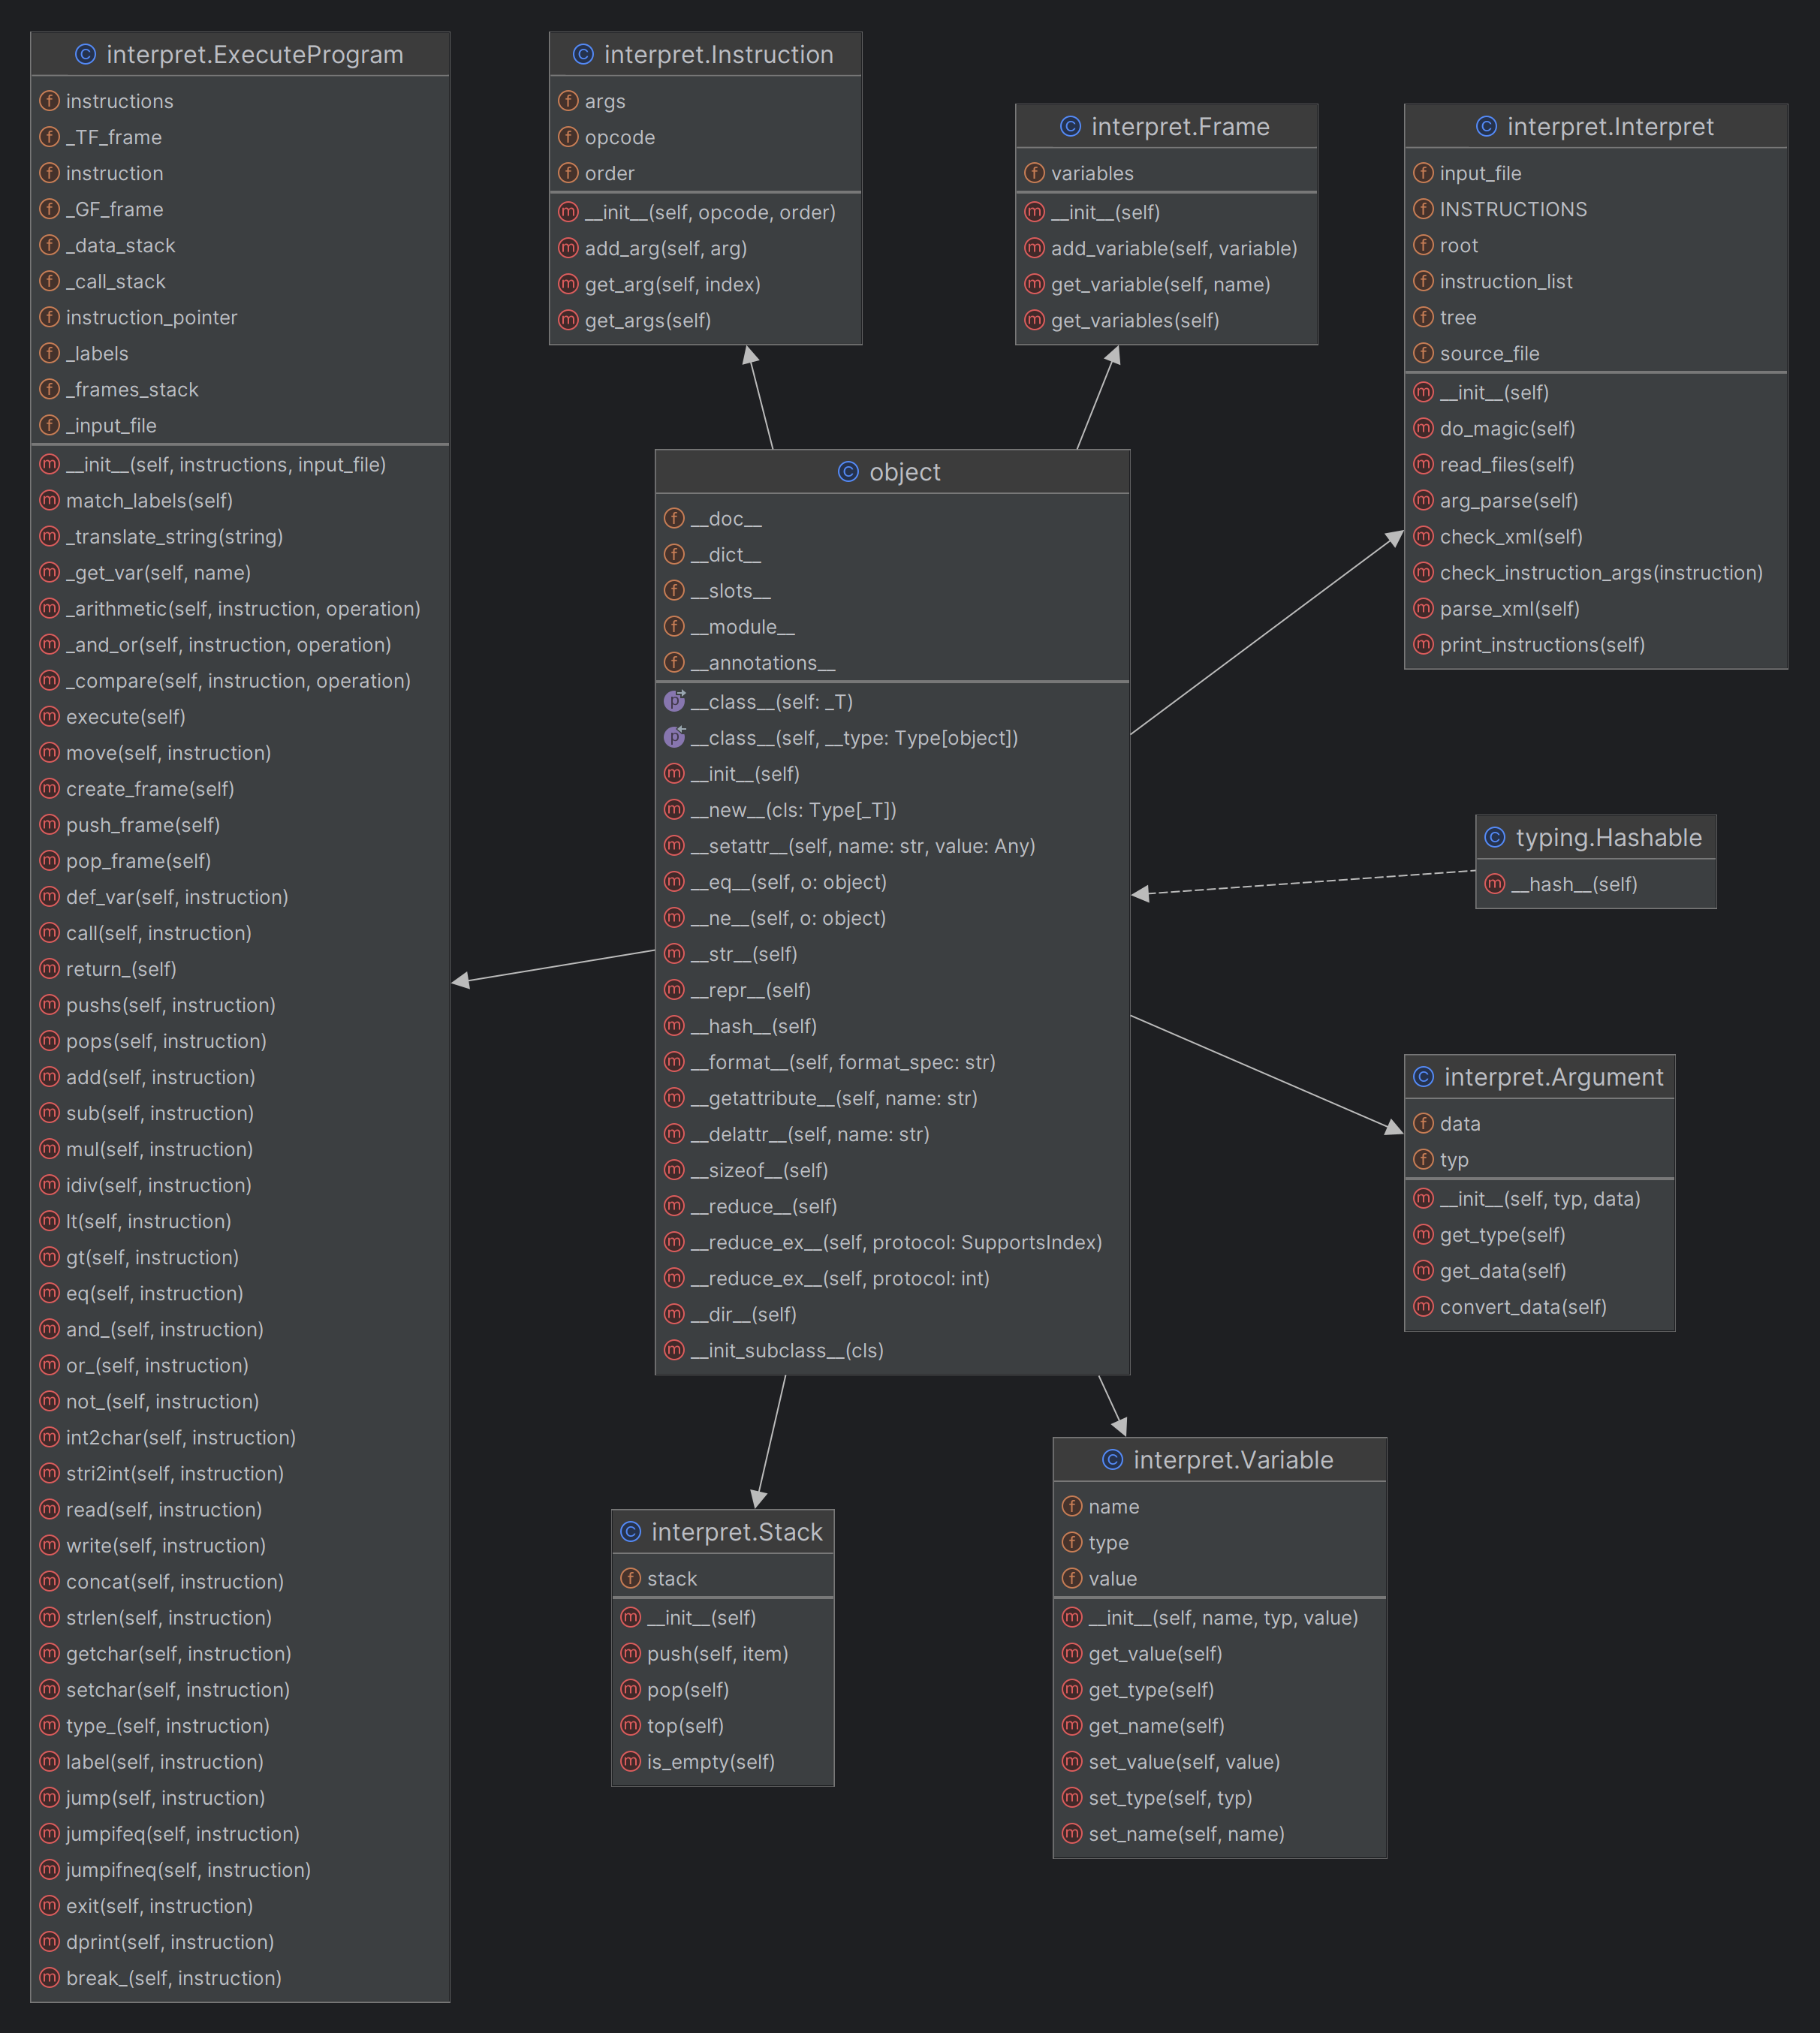 interpret.ExecuteProgram
instructions
_TF_frame
instruction
_GF_frame
_data_stack
_call_stack
instruction_pointer
_labels
_frames_stack
_input_file
__init__(self, instructions, input_file)
match_labels(self)
_translate_string(string)
_get_var(self, name)
_arithmetic(self, instruction, operation)
_and_or(self, instruction, operation)
_compare(self, instruction, operation)
execute(self)
move(self, instruction)
create_frame(self)
push_frame(self)
pop_frame(self)
def_var(self, instruction)
call(self, instruction)
return_(self)
pushs(self, instruction)
pops(self, instruction)
add(self, instruction)
sub(self, instruction)
mul(self, instruction)
idiv(self, instruction)
lt(self, instruction)
gt(self, instruction)
eq(self, instruction)
and_(self, instruction)
or_(self, instruction)
not_(self, instruction)
int2char(self, instruction)
stri2int(self, instruction)
read(self, instruction)
write(self, instruction)
concat(self, instruction)
strlen(self, instruction)
getchar(self, instruction)
setchar(self, instruction)
type_(self, instruction)
label(self, instruction)
jump(self, instruction)
jumpifeq(self, instruction)
jumpifneq(self, instruction)
exit(self, instruction)
dprint(self, instruction)
break_(self, instruction)
interpret.Instruction
args
opcode
order
__init__(self, opcode, order)
add_arg(self, arg)
get_arg(self, index)
get_args(self)
interpret.Frame
variables
__init__(self)
add_variable(self, variable)
get_variable(self, name)
get_variables(self)
interpret.Interpret
input_file
INSTRUCTIONS
root
instruction_list
tree
source_file
__init__(self)
do_magic(self)
read_files(self)
arg_parse(self)
check_xml(self)
check_instruction_args(instruction)
parse_xml(self)
print_instructions(self)
object
__doc__
__dict__
__slots__
__module__
__annotations__
__class__(self: _T)
__class__(self, __type: Type[object])
__init__(self)
__new__(cls: Type[_T])
__setattr__(self, name: str, value: Any)
__eq__(self, o: object)
__ne__(self, o: object)
__str__(self)
__repr__(self)
__hash__(self)
__format__(self, format_spec: str)
__getattribute__(self, name: str)
__delattr__(self, name: str)
__sizeof__(self)
__reduce__(self)
__reduce_ex__(self, protocol: SupportsIndex)
__reduce_ex__(self, protocol: int)
__dir__(self)
__init_subclass__(cls)
typing.Hashable
__hash__(self)
interpret.Argument
data
typ
__init__(self, typ, data)
get_type(self)
get_data(self)
convert_data(self)
interpret.Stack
stack
__init__(self)
push(self, item)
pop(self)
top(self)
is_empty(self)
interpret.Variable
name
type
value
__init__(self, name, typ, value)
get_value(self)
get_type(self)
get_name(self)
set_value(self, value)
set_type(self, typ)
set_name(self, name)